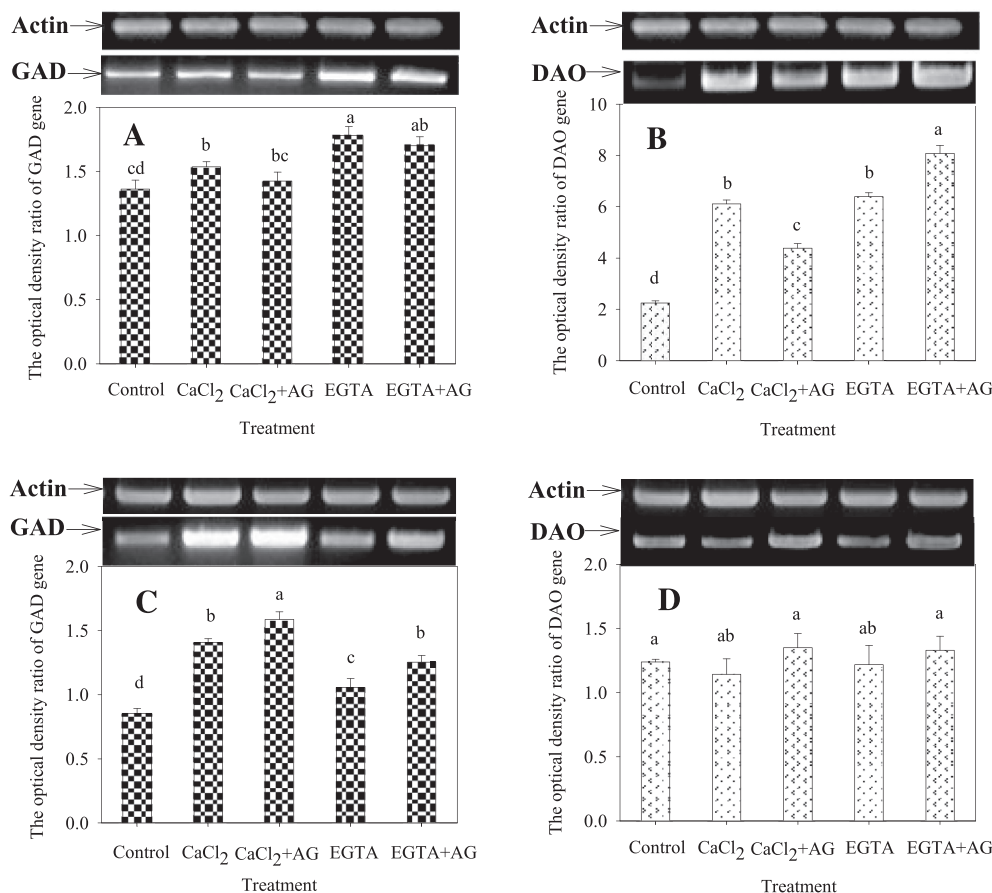 Actin
GAD
The optical density ratio of GAD gene
2.0
1.5
1.0
0.5
0.0
A
cd
b
bc
a
ab
Control CaCl2 CaCl2+AG EGTA EGTA+AG
Treatment
Actin
DAO
The optical density ratio of DAO gene
10
8
6
4
2
0
B
d
b
c
b
a
Control CaCl2 CaCl2+AG EGTA EGTA+AG
Treatment
Actin
GAD
The optical density ratio of GAD gene
2.0
1.5
1.0
0.5
0.0
C
d
b
a
c
b
Control CaCl2 CaCl2+AG EGTA EGTA+AG
Treatment
Actin
DAO
The optical density ratio of DAO gene
2.0
1.5
1.0
0.5
0.0
D
a
ab
a
ab
a
Control CaCl2 CaCl2+AG EGTA EGTA+AG
Treatment